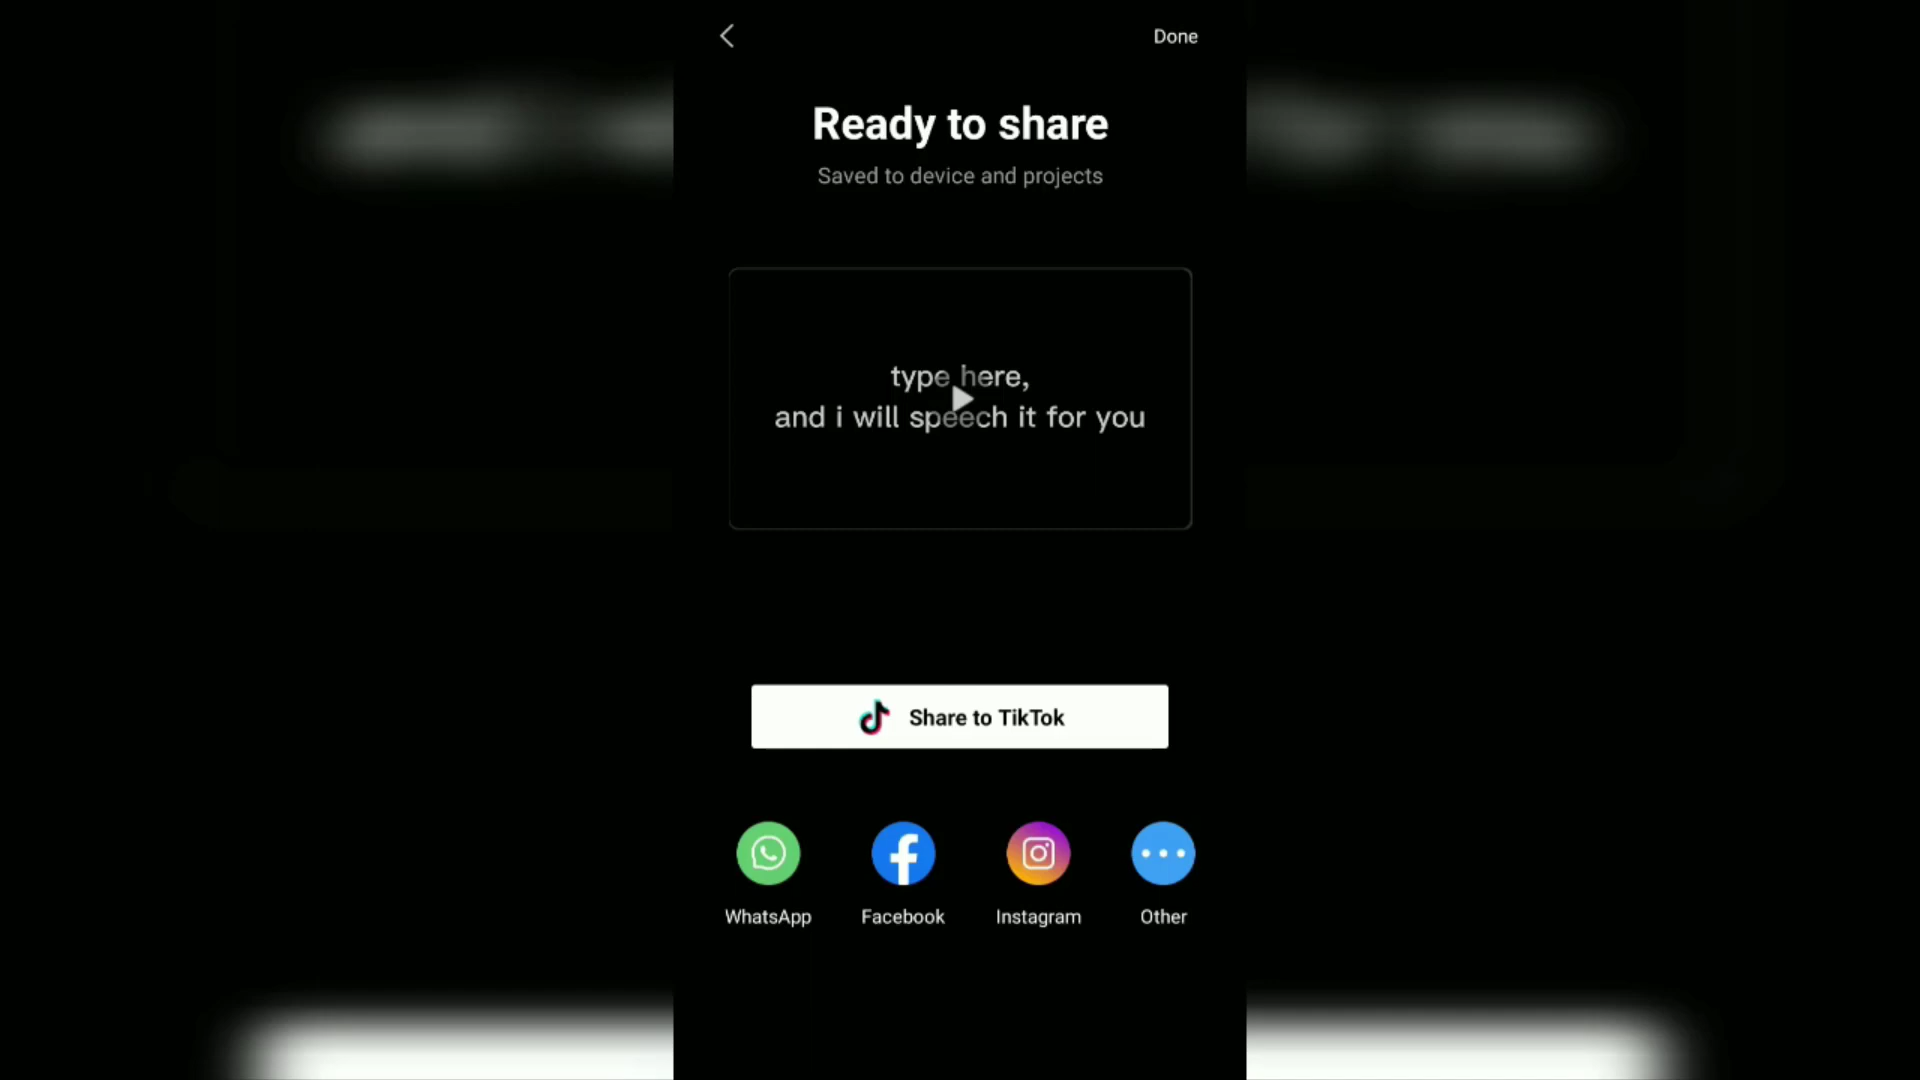 Done
Ready to share
Saved to device and projects
type here,
and i will speech it for you
Share to TikTok
WhatsApp
Facebook
Instagram
Other